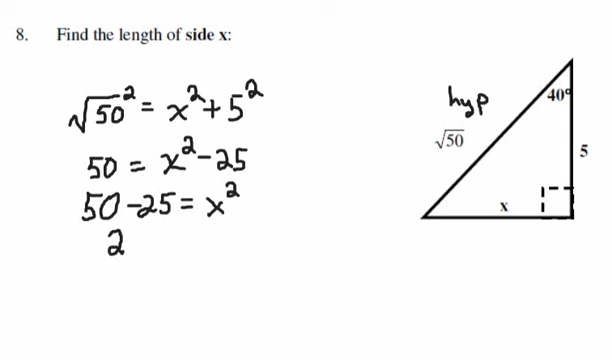 8. Find the length of side x:
√50² = x² + 5²
hyp
40°
50 = x² - 25
√50
5
50 - 25 = x²
x
2